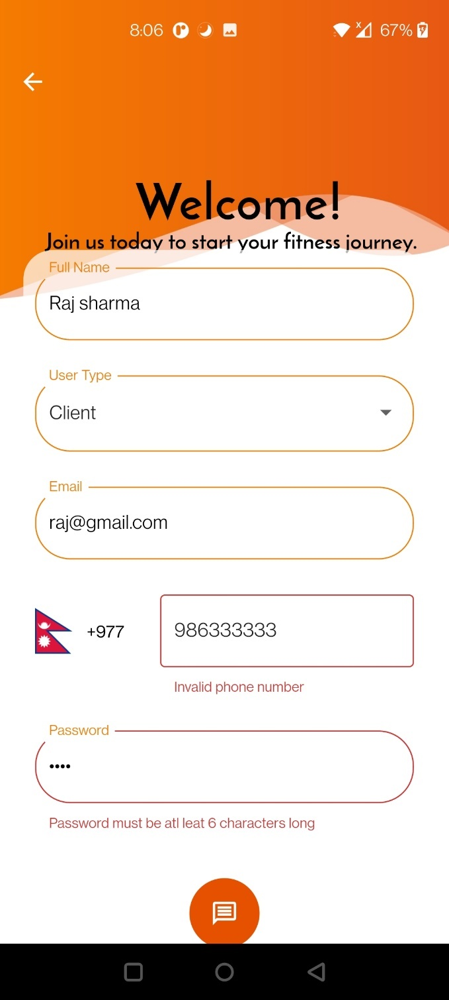 8:06
67%
Welcome!
Join us today to start your fitness journey.
Full Name
Raj sharma
User Type
Client
Email
raj@gmail.com
+977
986333333
Invalid phone number
Password
••••
Password must be atl leat 6 characters long